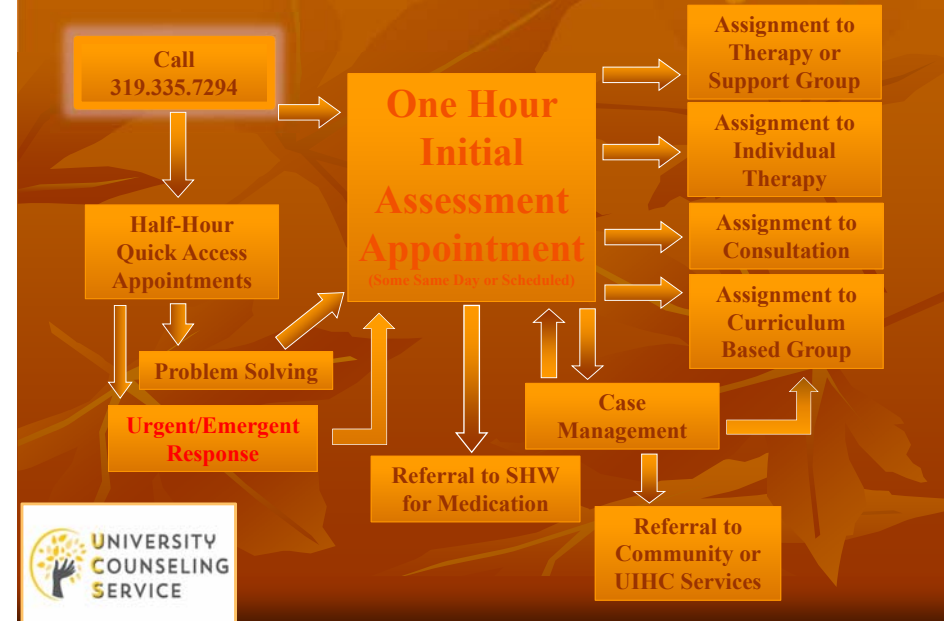 Call
319.335.7294
One Hour
Initial
Assessment
Appointment
(Some Same Day or Scheduled)
Assignment to
Therapy or
Support Group
Assignment to
Individual
Therapy
Assignment to
Consultation
Assignment to
Curriculum
Based Group
Half-Hour
Quick Access
Appointments
Problem Solving
Urgent/Emergent
Response
Case
Management
Referral to SHW
for Medication
Referral to
Community or
UIHC Services
UNIVERSITY
COUNSELING
SERVICE